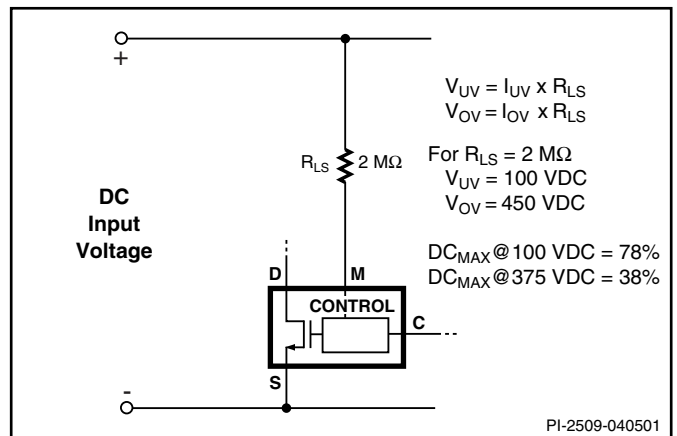 +
V_UV = I_UV x R_LS
V_OV = I_OV x R_LS
R_LS 2 MΩ
For R_LS = 2 MΩ
V_UV = 100 VDC
V_OV = 450 VDC
DC
Input
Voltage
DC_MAX@100 VDC = 78%
DC_MAX@375 VDC = 38%
D M
CONTROL
C
S
-
PI-2509-040501